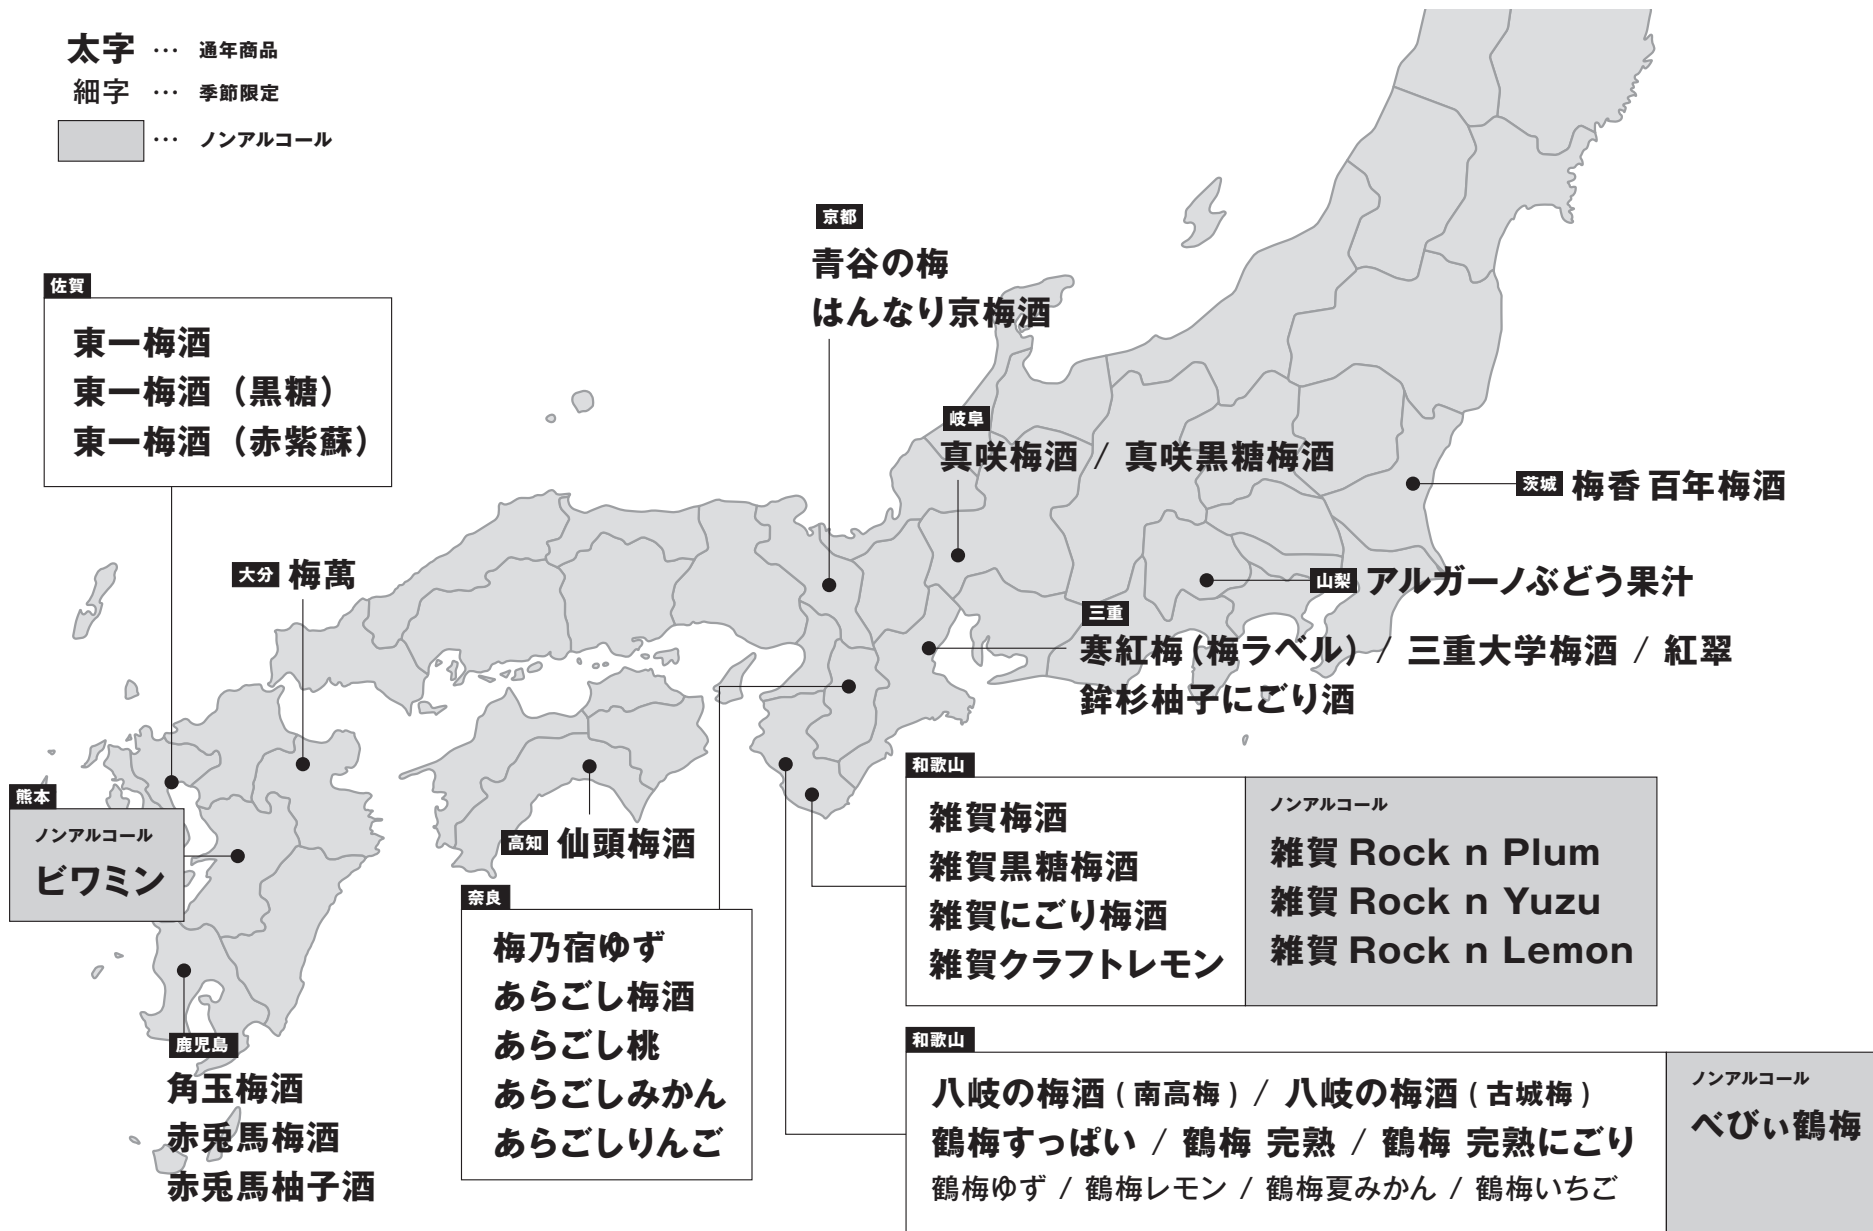 太字 … 通年商品
細字 … 季節限定
… ノンアルコール
京都
青谷の梅
はんなり京梅酒
佐賀
東一梅酒
東一梅酒（黒糖）
東一梅酒（赤紫蘇）
岐阜
真咲梅酒 / 真咲黒糖梅酒
茨城 梅香 百年梅酒
大分 梅萬
山梨 アルガーノぶどう果汁
三重
寒紅梅（梅ラベル） / 三重大学梅酒 / 紅翠
鉾杉柚子にごり酒
熊本
ノンアルコール
ビワミン
高知 仙頭梅酒
和歌山
雑賀梅酒
雑賀黒糖梅酒
雑賀にごり梅酒
雑賀クラフトレモン
ノンアルコール
雑賀 Rock n Plum
雑賀 Rock n Yuzu
雑賀 Rock n Lemon
奈良
梅乃宿ゆず
あらごし梅酒
あらごし桃
あらごしみかん
あらごしりんご
鹿児島
角玉梅酒
赤兎馬梅酒
赤兎馬柚子酒
和歌山
八岐の梅酒 ( 南高梅 ) / 八岐の梅酒 ( 古城梅 )
鶴梅すっぱい / 鶴梅 完熟 / 鶴梅 完熟にごり
鶴梅ゆず / 鶴梅レモン / 鶴梅夏みかん / 鶴梅いちご
ノンアルコール
べびぃ鶴梅